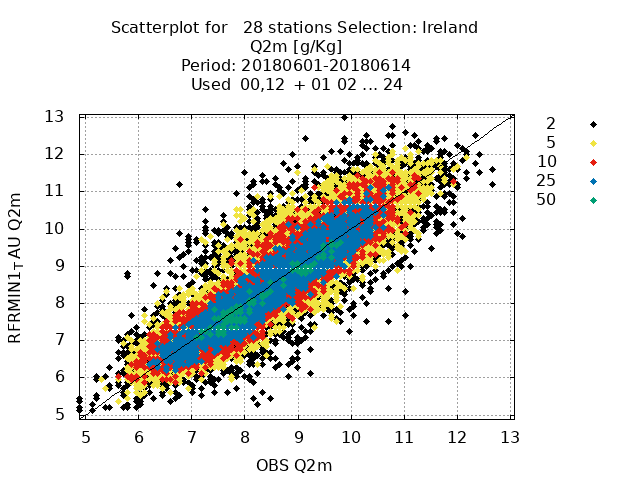 Scatterplot for 28 stations Selection: Ireland
Q2m [g/Kg]
Period: 20180601-20180614
Used 00,12 + 01 02 ... 24
13
12
11
10
9
8
7
6
5
RFRMIN1┬AU Q2m
5 6 7 8 9 10 11 12 13
OBS Q2m
2
5
10
25
50